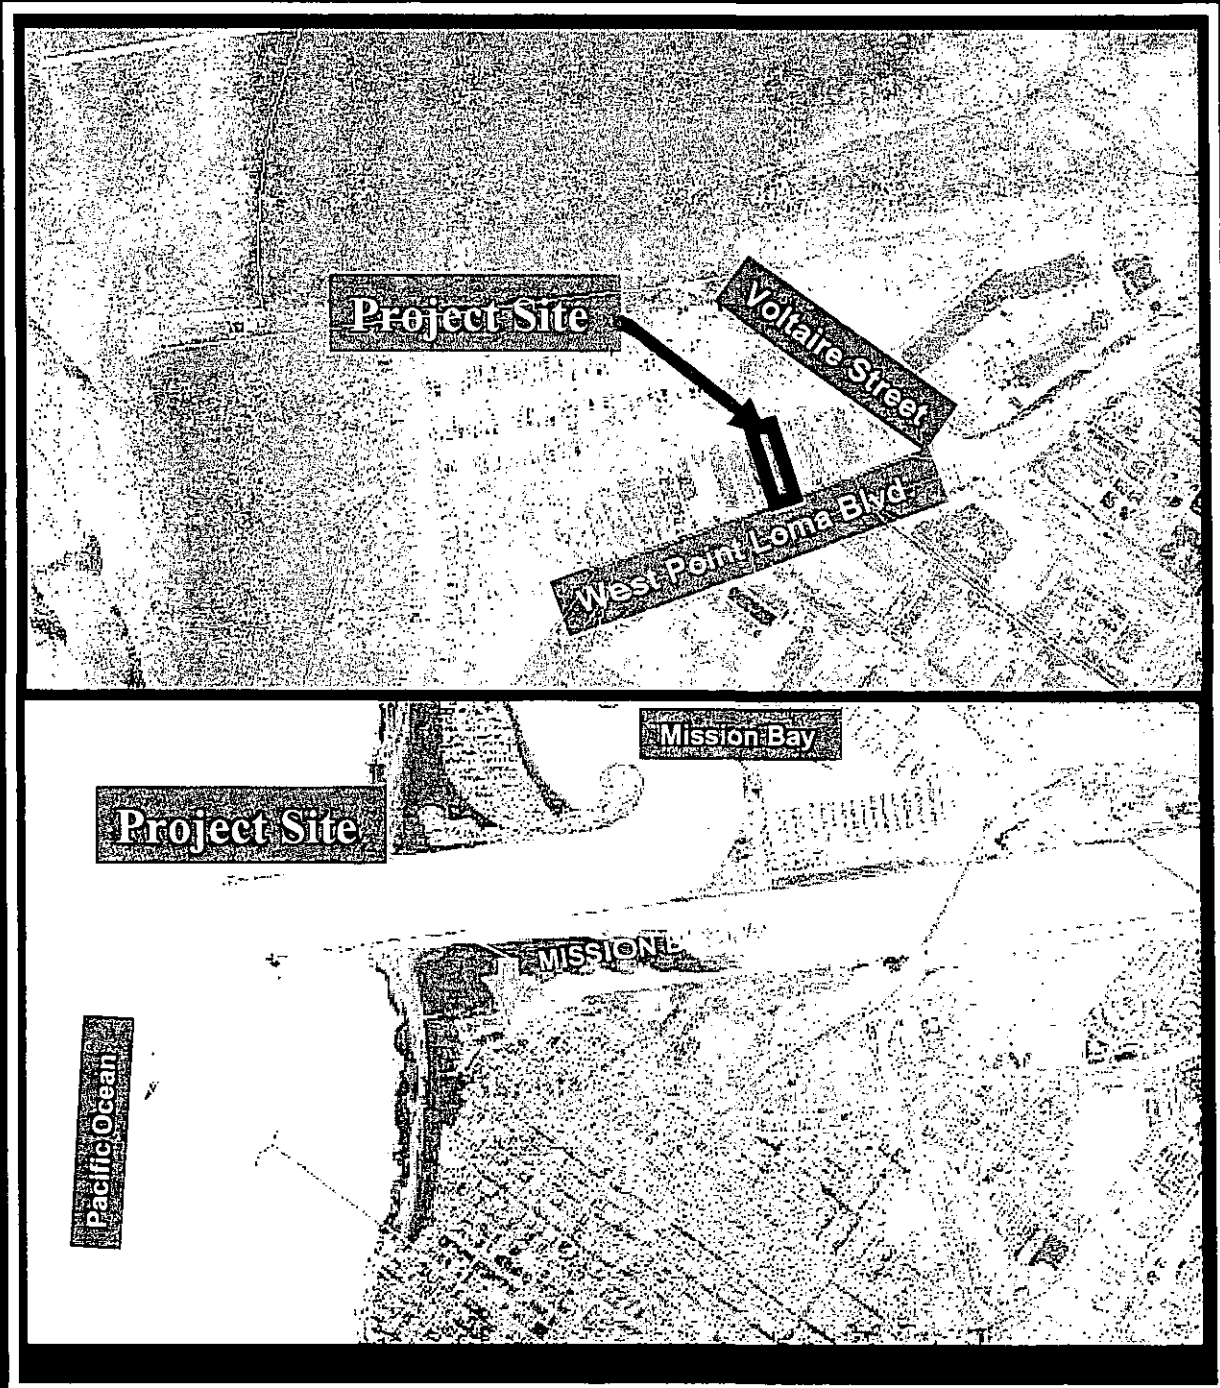 Project Site
Voltaire Street
West Point Loma Blvd
Mission Bay
Project Site
MISSION
Pacific Ocean